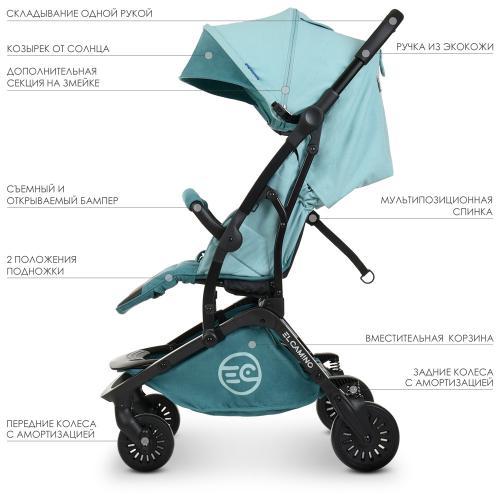 СКЛАДЫВАНИЕ ОДНОЙ РУКОЙ
КОЗЫРЕК ОТ СОЛНЦА
РУЧКА ИЗ ЭКОКОЖИ
ДОПОЛНИТЕЛЬНАЯ
СЕКЦИЯ НА ЗМЕЙКЕ
СЪЕМНЫЙ И
ОТКРЫВАЕМЫЙ БАМПЕР
МУЛЬТИПОЗИЦИОННАЯ
СПИНКА
2 ПОЛОЖЕНИЯ
ПОДНОЖКИ
ВМЕСТИТЕЛЬНАЯ КОРЗИНА
ELCAMINO
EC
ЗАДНИЕ КОЛЕСА
С АМОРТИЗАЦИЕЙ
ПЕРЕДНИЕ КОЛЕСА
С АМОРТИЗАЦИЕЙ